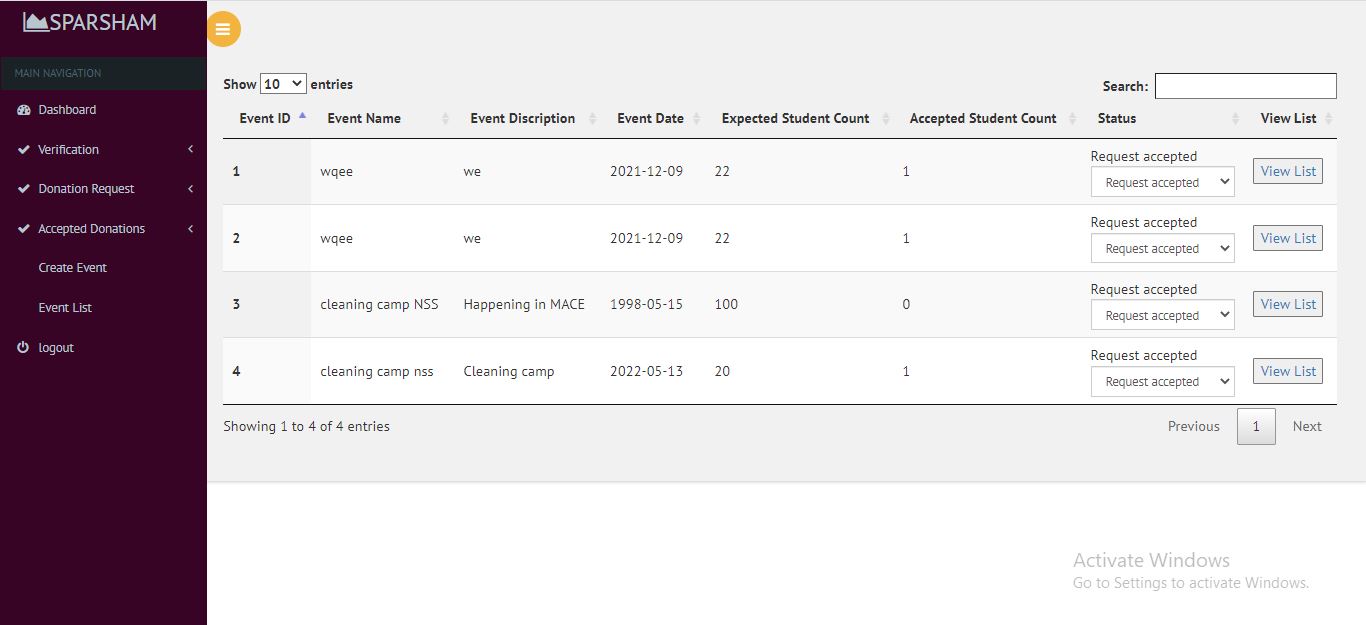 SPARSHAM
MAIN NAVIGATION
Dashboard
Verification
Donation Request
Accepted Donations
Create Event
Event List
logout
Show 10 entries
Search:
Event ID Event Name Event Discription Event Date Expected Student Count Accepted Student Count Status View List
1 wqee we 2021-12-09 22 1 Request accepted
Request accepted
View List
2 wqee we 2021-12-09 22 1 Request accepted
Request accepted
View List
3 cleaning camp NSS Happening in MACE 1998-05-15 100 0 Request accepted
Request accepted
View List
4 cleaning camp nss Cleaning camp 2022-05-13 20 1 Request accepted
Request accepted
View List
Showing 1 to 4 of 4 entries
Previous 1 Next
Activate Windows
Go to Settings to activate Windows.